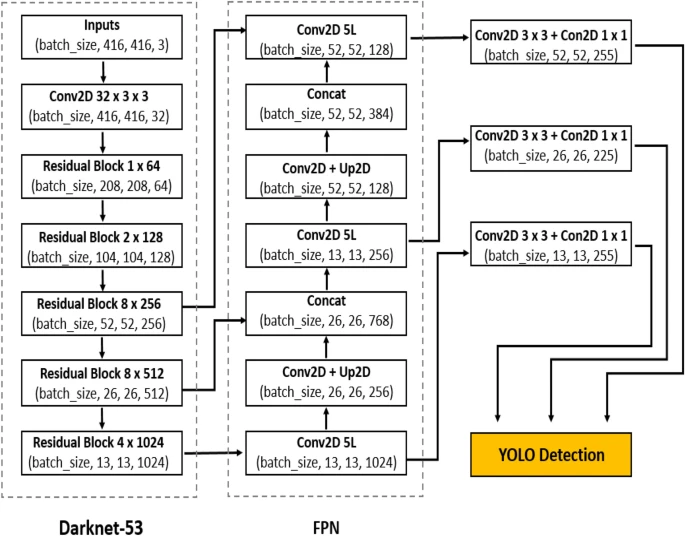 Inputs
(batch_size, 416, 416, 3)
Conv2D 32 x 3 x 3
(batch_size, 416, 416, 32)
Residual Block 1 x 64
(batch_size, 208, 208, 64)
Residual Block 2 x 128
(batch_size, 104, 104, 128)
Residual Block 8 x 256
(batch_size, 52, 52, 256)
Residual Block 8 x 512
(batch_size, 26, 26, 512)
Residual Block 4 x 1024
(batch_size, 13, 13, 1024)
Darknet-53
Conv2D 5L
(batch_size, 52, 52, 128)
Concat
(batch_size, 52, 52, 384)
Conv2D + Up2D
(batch_size, 52, 52, 128)
Conv2D 5L
(batch_size, 13, 13, 256)
Concat
(batch_size, 26, 26, 768)
Conv2D + Up2D
(batch_size, 26, 26, 256)
Conv2D 5L
(batch_size, 13, 13, 1024)
FPN
Conv2D 3 x 3 + Con2D 1 x 1
(batch_size, 52, 52, 255)
Conv2D 3 x 3 + Con2D 1 x 1
(batch_size, 26, 26, 225)
Conv2D 3 x 3 + Con2D 1 x 1
(batch_size, 13, 13, 255)
YOLO Detection